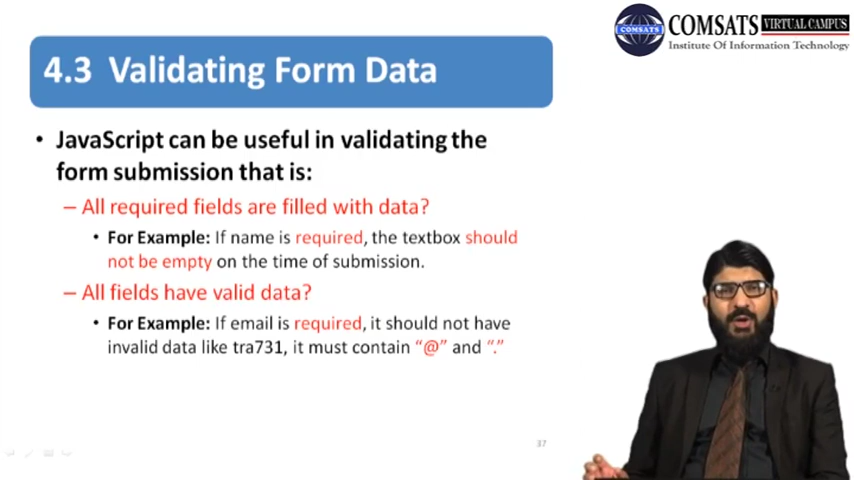 COMSATS VIRTUAL CAMPUS
COMSATS
Institute Of Information Technology
4.3 Validating Form Data
• JavaScript can be useful in validating the
form submission that is:
– All required fields are filled with data?
• For Example: If name is required, the textbox should
not be empty on the time of submission.
– All fields have valid data?
• For Example: If email is required, it should not have
invalid data like tra731, it must contain “@” and “.”
37